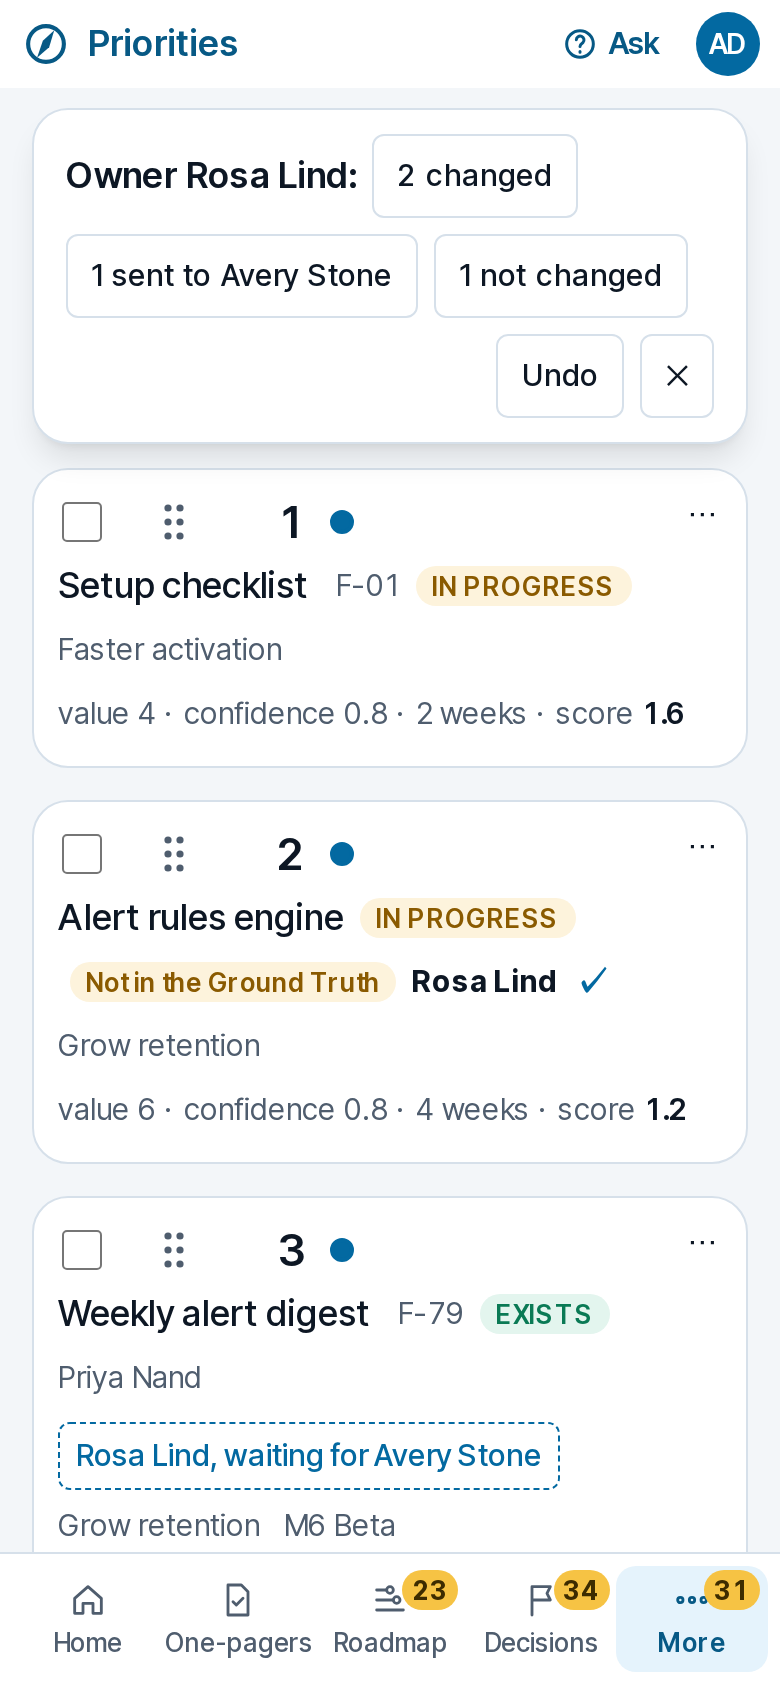 Priorities Ask AD
Owner Rosa Lind: 2 changed
1 sent to Avery Stone 1 not changed
Undo ×
1 ...
Setup checklist F-01 IN PROGRESS
Faster activation
value 4 · confidence 0.8 · 2 weeks · score 1.6
2 ...
Alert rules engine IN PROGRESS
Not in the Ground Truth Rosa Lind ✓
Grow retention
value 6 · confidence 0.8 · 4 weeks · score 1.2
3 ...
Weekly alert digest F-79 EXISTS
Priya Nand
Rosa Lind, waiting for Avery Stone
Grow retention M6 Beta
23 34 31
Home One-pagers Roadmap Decisions More